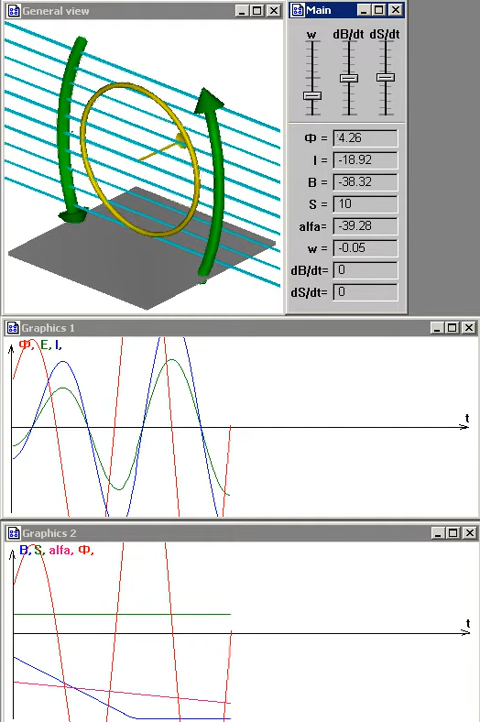 General view
Main
w dB/dt dS/dt
Φ = 4.26
I = -18.92
B = -38.32
S = 10
alfa= -39.28
w = -0.05
dB/dt= 0
dS/dt= 0
Graphics 1
Φ, E, I,
t
Graphics 2
B, S, alfa, Φ,
t